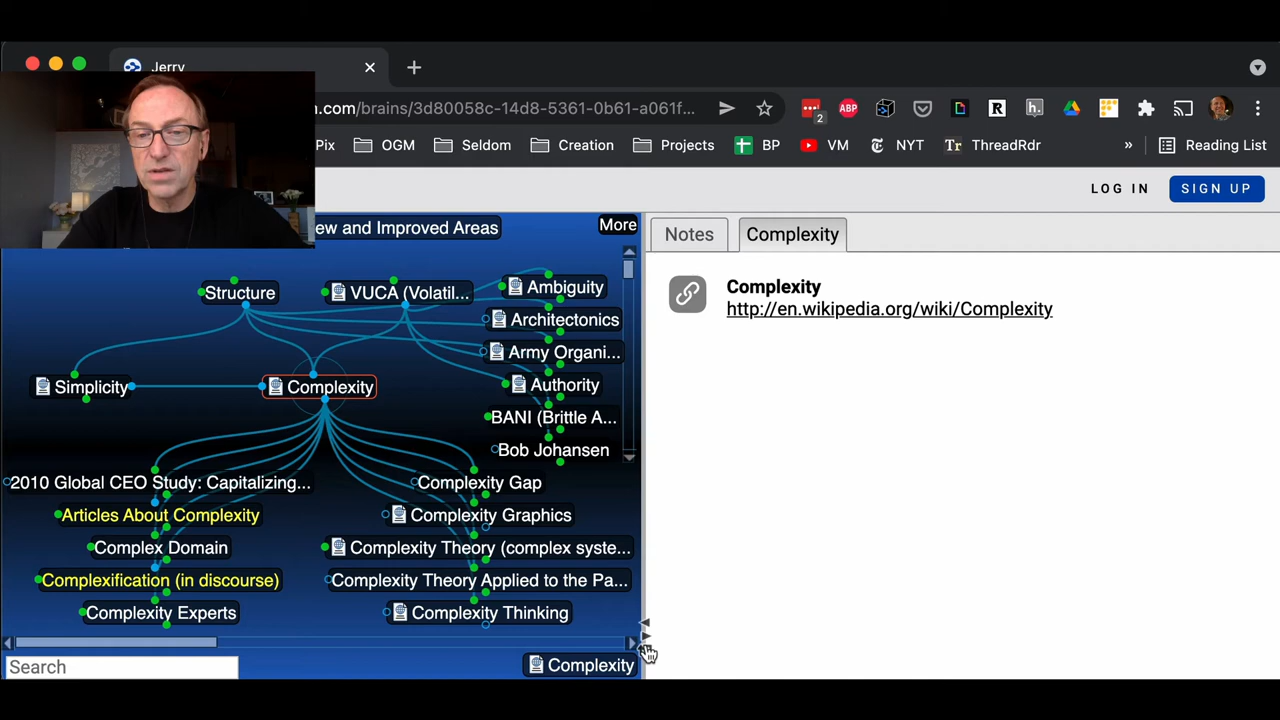 Jerry
m.com/brains/3d80058c-14d8-5361-0b61-a061f...
2
ABP
R
h.
Pix
OGM
Seldom
Creation
Projects
BP
VM
NYT
Tr ThreadRdr
»
Reading List
LOG IN
SIGN UP
ew and Improved Areas
More
Notes
Complexity
Complexity
http://en.wikipedia.org/wiki/Complexity
Structure
VUCA (Volatil...
Ambiguity
Architectonics
Army Organi...
Authority
BANI (Brittle A...
Bob Johansen
Simplicity
Complexity
2010 Global CEO Study: Capitalizing...
Articles About Complexity
Complex Domain
Complexification (in discourse)
Complexity Experts
Complexity Gap
Complexity Graphics
Complexity Theory (complex syste...
Complexity Theory Applied to the Pa...
Complexity Thinking
Search
Complexity